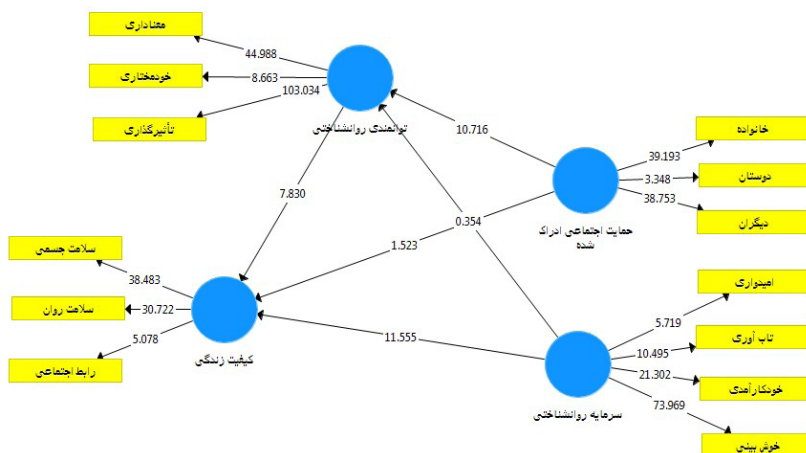 معناداری
خودمختاری
تأثیرگذاری
44.988
8.663
103.034
توانمندی روانشناختی
10.716
خانواده
دوستان
دیگران
39.193
3.348
38.753
حمایت اجتماعی ادراک
شده
7.830
0.354
1.523
سلامت جسمی
سلامت روان
رابط اجتماعی
38.483
30.722
5.078
کیفیت زندگی
11.555
امیدواری
تاب آوری
خودکارآمدی
خوش بینی
5.719
10.495
21.302
73.969
سرمایه روانشناختی